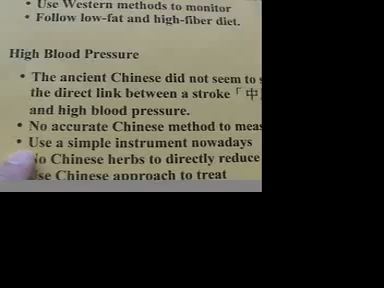 • Use Western methods to monitor
• Follow low-fat and high-fiber diet.
High Blood Pressure
• The ancient Chinese did not seem to
the direct link between a stroke「中
and high blood pressure.
• No accurate Chinese method to meas
• Use a simple instrument nowadays
No Chinese herbs to directly reduce
Use Chinese approach to treat